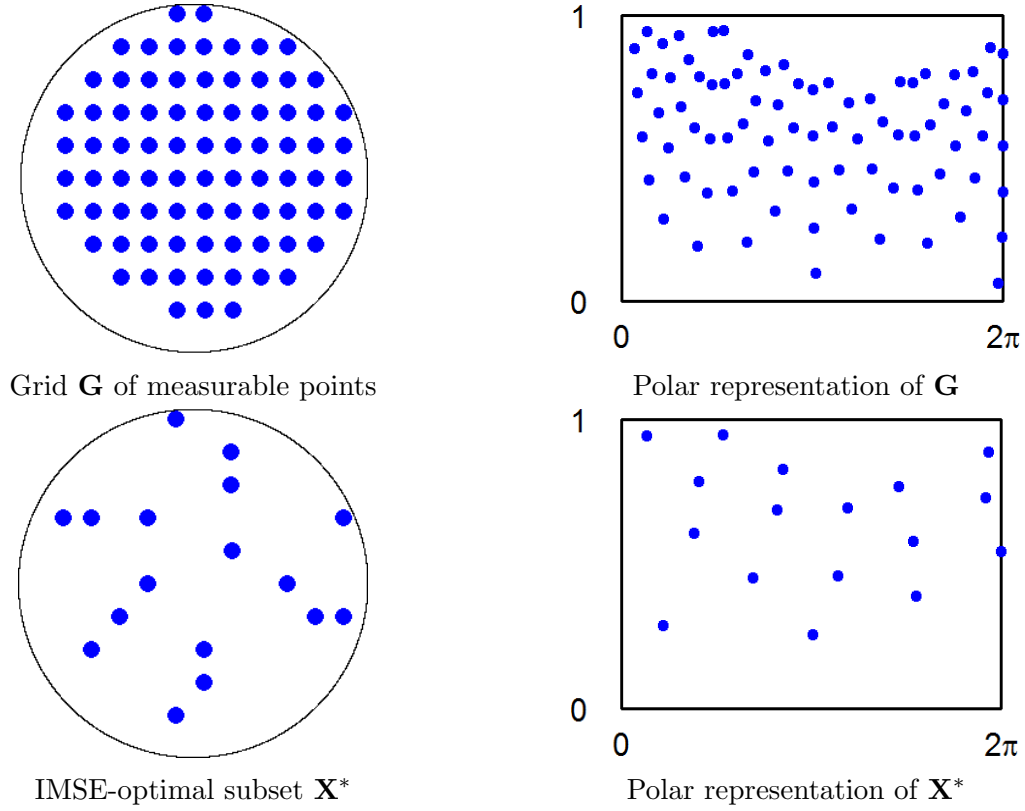 1
0
0
2π
Grid G of measurable points
Polar representation of G
1
0
0
2π
IMSE-optimal subset X*
Polar representation of X*